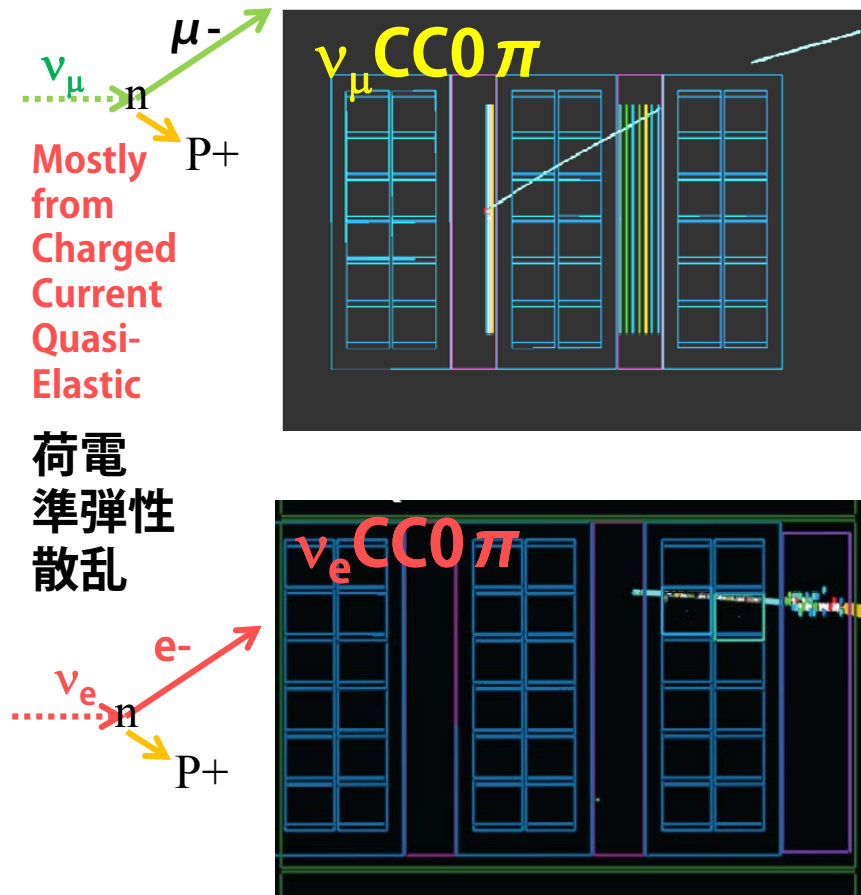 μ-
νμ
n
P+
Mostly
from
Charged
Current
Quasi-
Elastic
荷電
準弾性
散乱
e-
νe
n
P+
νμCC0π
νeCC0π